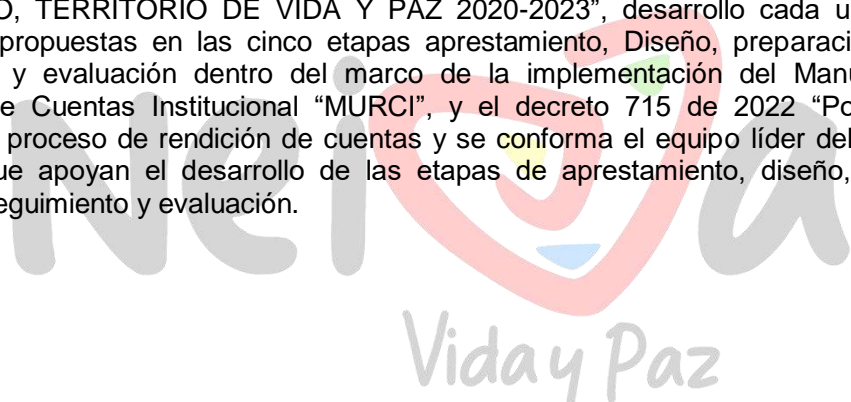 O, TERRITORIO DE VIDA Y PAZ 2020-2023”, desarrollo cada u
propuestas en las cinco etapas aprestamiento, Diseño, preparaci
y evaluación dentro del marco de la implementación del Manu
e Cuentas Institucional “MURCI”, y el decreto 715 de 2022 “Po
proceso de rendición de cuentas y se conforma el equipo líder del
ue apoyan el desarrollo de las etapas de aprestamiento, diseño,
eguimiento y evaluación.
Neiva
Vida y Paz